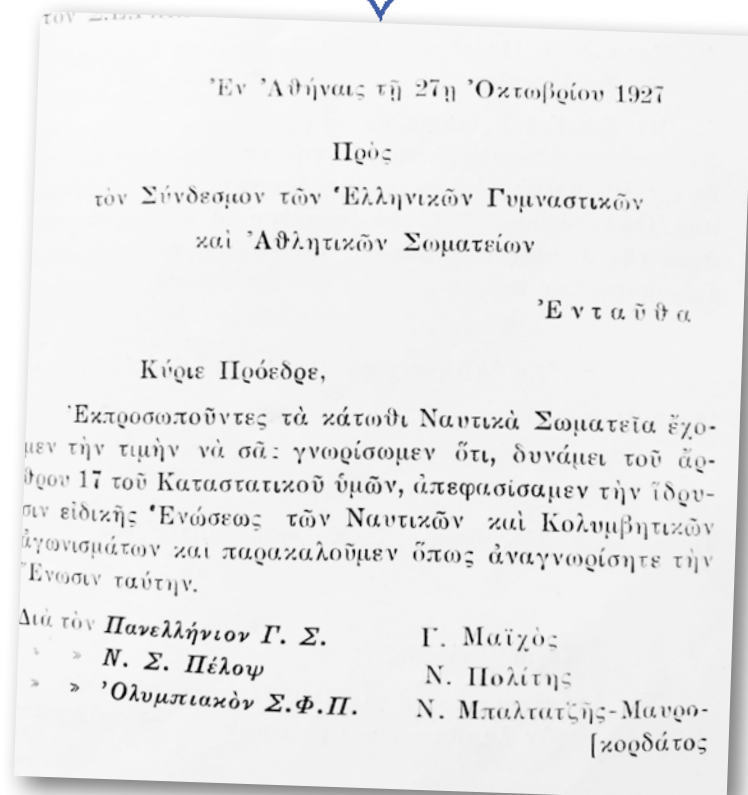 τὸν
Ἐν Ἀθήναις τῇ 27ῃ Ὀκτωβρίου 1927
Πρὸς
τὸν Σύνδεσμον τῶν Ἑλληνικῶν Γυμναστικῶν
καὶ Ἀθλητικῶν Σωματείων
Ἐνταῦθα
Κύριε Πρόεδρε,
Ἐκπροσωποῦντες τὰ κάτωθι Ναυτικὰ Σωματεῖα ἔχο-
μεν τὴν τιμὴν νὰ σᾶ: γνωρίσωμεν ὅτι, δυνάμει τοῦ ἄρ-
θρου 17 τοῦ Καταστατικοῦ ὑμῶν, ἀπεφασίσαμεν τὴν ἵδρυ-
σιν εἰδικῆς Ἑνώσεως τῶν Ναυτικῶν καὶ Κολυμβητικῶν
ἀγωνισμάτων καὶ παρακαλοῦμεν ὅπως ἀναγνωρίσητε τὴν
Ἕνωσιν ταύτην.
Διὰ τὸν Πανελλήνιον Γ. Σ. Γ. Μαϊχὸς
» » Ν. Σ. Πέλοψ Ν. Πολίτης
» » Ὀλυμπιακὸν Σ.Φ.Π. Ν. Μπαλτατζῆς-Μαυρο-
[κορδάτος